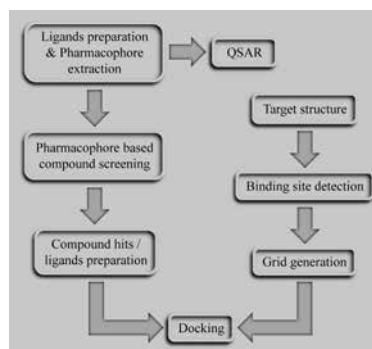 Ligands preparation
& Pharmacophore
extraction
QSAR
Target structure
Pharmacophore based
compound screening
Binding site detection
Compound hits /
ligands preparation
Grid generation
Docking